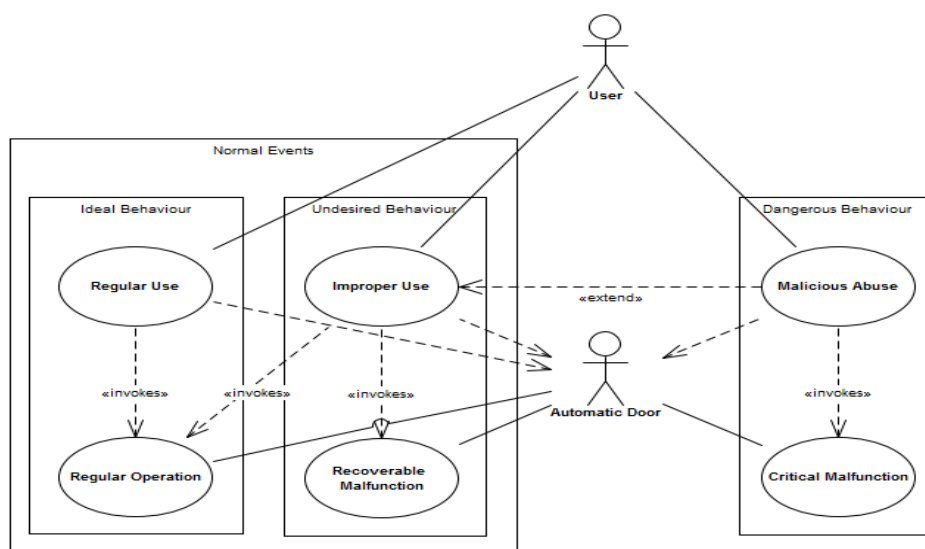 User
Normal Events
Ideal Behaviour
Undesired Behaviour
Dangerous Behaviour
Regular Use
Improper Use
Malicious Abuse
«extend»
«invokes»
«invokes»
«invokes»
«invokes»
Automatic Door
Regular Operation
Recoverable
Malfunction
Critical Malfunction